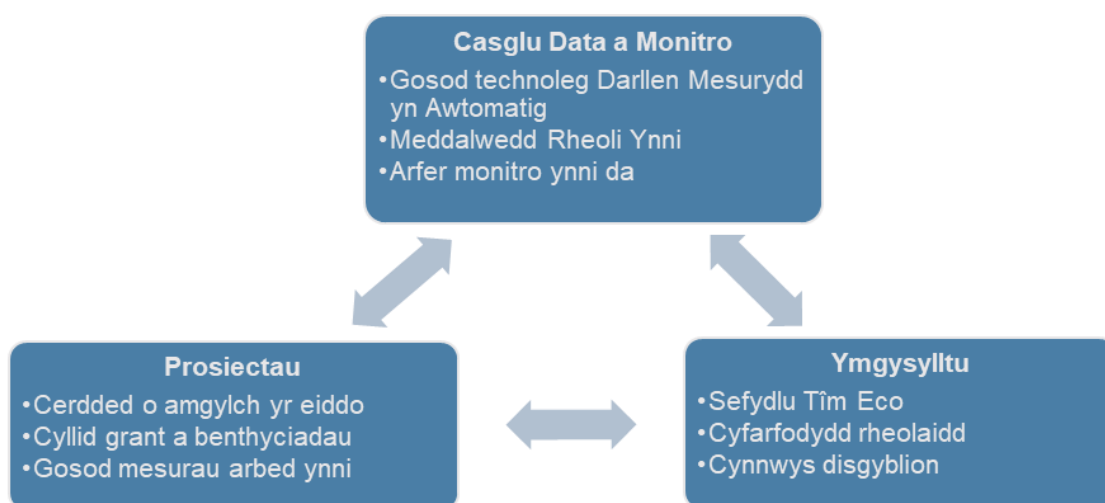 Casglu Data a Monitro
•Gosod technoleg Darllen Mesurydd
yn Awtomatig
•Meddalwedd Rheoli Ynni
•Arfer monitro ynni da
Prosiectau
•Cerdded o amgylch yr eiddo
•Cyllid grant a benthyciadau
•Gosod mesurau arbed ynni
Ymgysylltu
•Sefydlu Tîm Eco
•Cyfarfodydd rheolaidd
•Cynnwys disgyblion